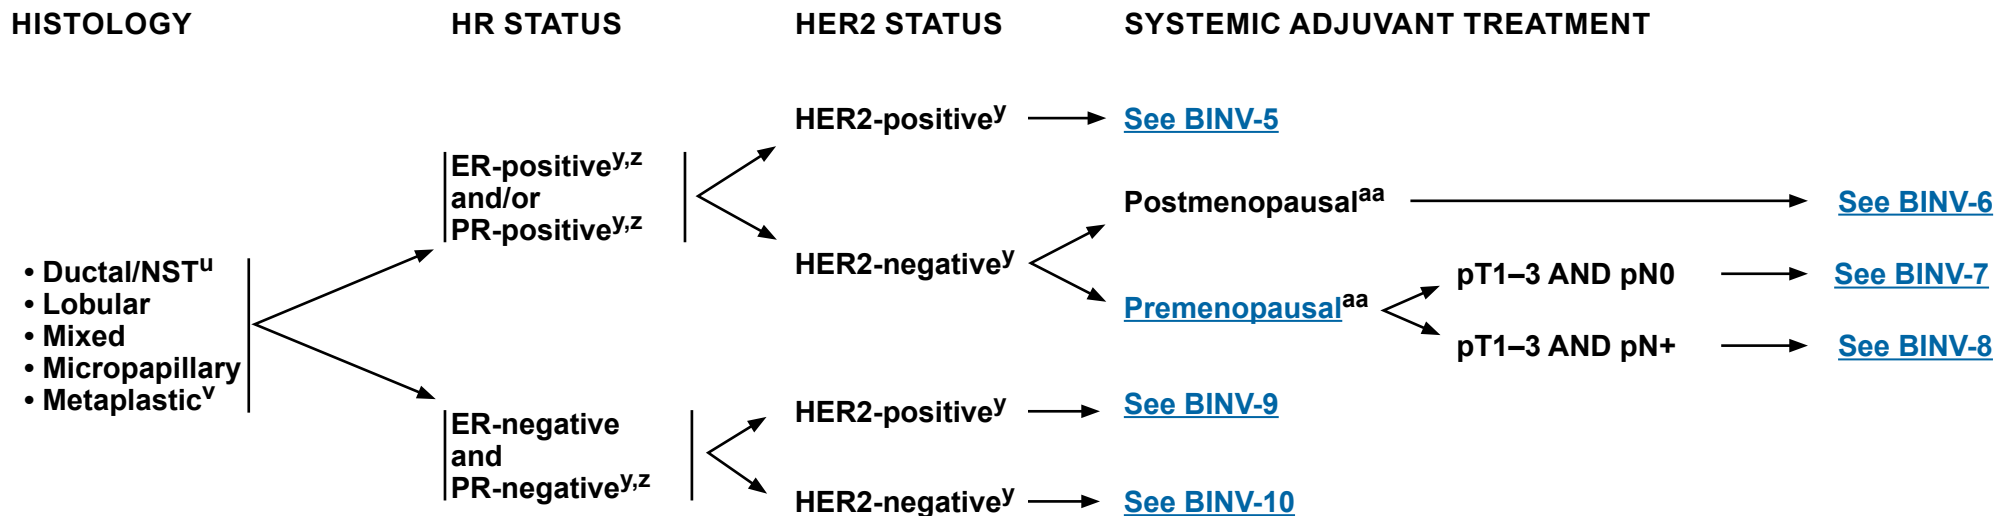 HISTOLOGY HR STATUS HER2 STATUS SYSTEMIC ADJUVANT TREATMENT
• Ductal/NSTu
• Lobular
• Mixed
• Micropapillary
• Metaplasticv
ER-positivey,z
and/or
PR-positivey,z
HER2-positivey
See BINV-5
HER2-negativey
Postmenopausalaa
See BINV-6
Premenopausalaa
pT1–3 AND pN0
See BINV-7
pT1–3 AND pN+
See BINV-8
ER-negative
and
PR-negativey,z
HER2-positivey
See BINV-9
HER2-negativey
See BINV-10